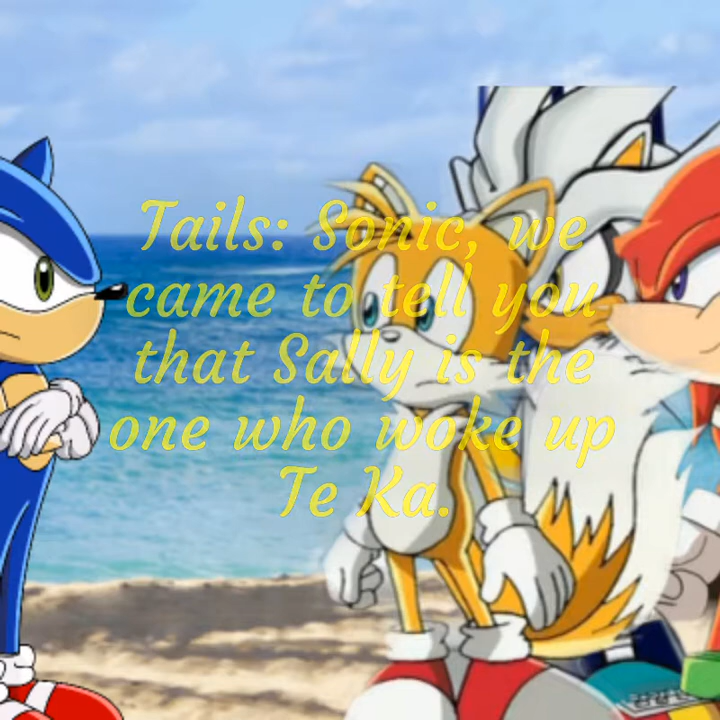 Tails: Sonic, we
came to tell you
that Sally is the
one who woke up
Te Ka.